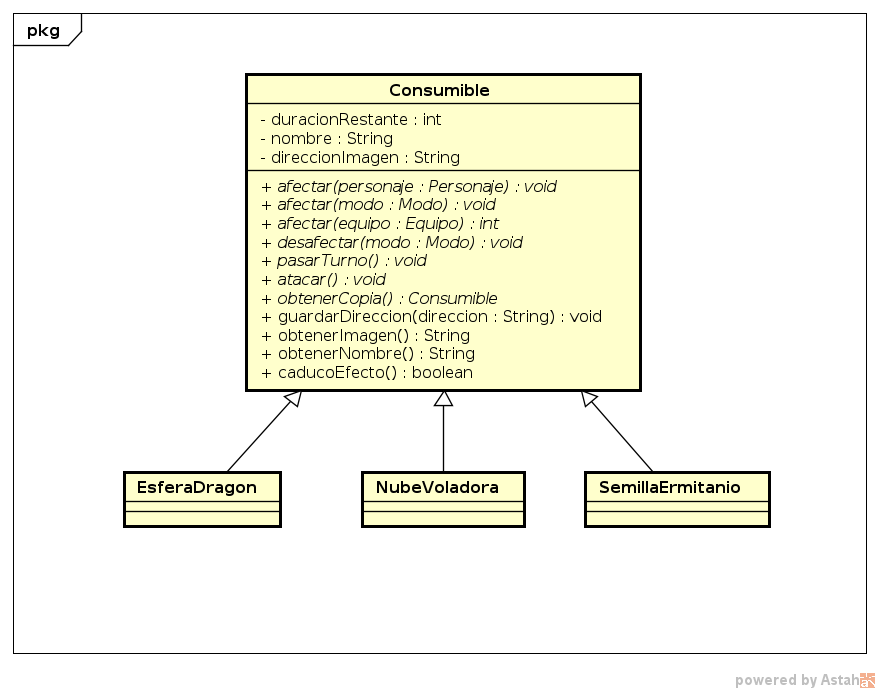 pkg
Consumible
- duracionRestante : int
- nombre : String
- direccionImagen : String
+ afectar(personaje : Personaje) : void
+ afectar(modo : Modo) : void
+ afectar(equipo : Equipo) : int
+ desafectar(modo : Modo) : void
+ pasarTurno() : void
+ atacar() : void
+ obtenerCopia() : Consumible
+ guardarDireccion(direccion : String) : void
+ obtenerImagen() : String
+ obtenerNombre() : String
+ caducoEfecto() : boolean
EsferaDragon
NubeVoladora
SemillaErmitanio
powered by Astah